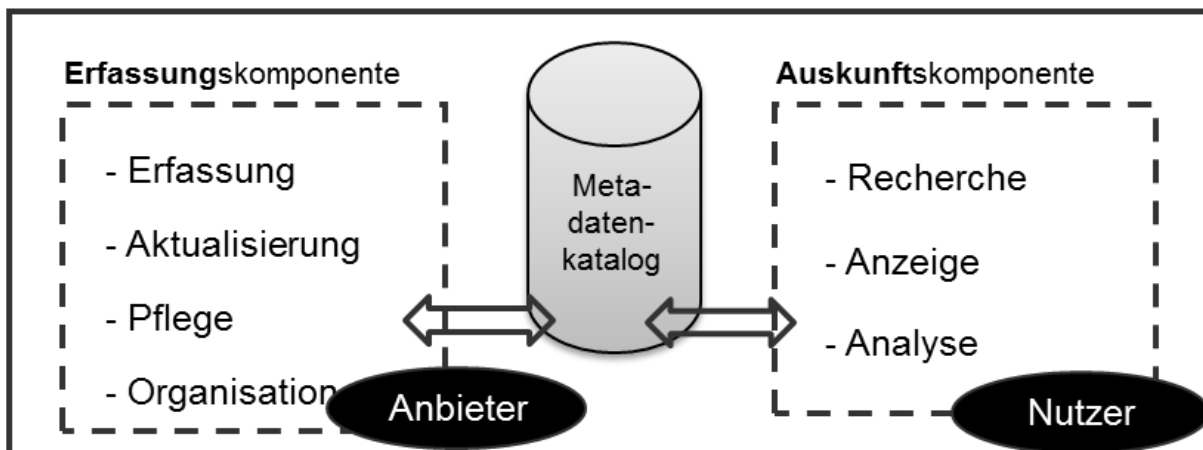 Erfassungskomponente
- Erfassung
- Aktualisierung
- Pflege
- Organisation
Anbieter
Meta-
daten-
katalog
Auskunftskomponente
- Recherche
- Anzeige
- Analyse
Nutzer